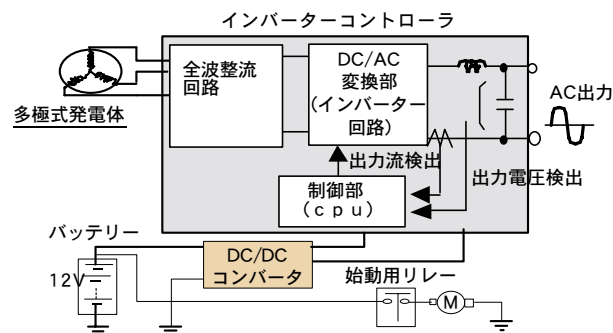 インバーターコントローラ
全波整流
回路
DC/AC
変換部
(インバーター
回路)
AC出力
多極式発電体
出力流検出
出力電圧検出
制御部
(cpu)
バッテリー
12V
DC/DC
コンバータ
始動用リレー
M